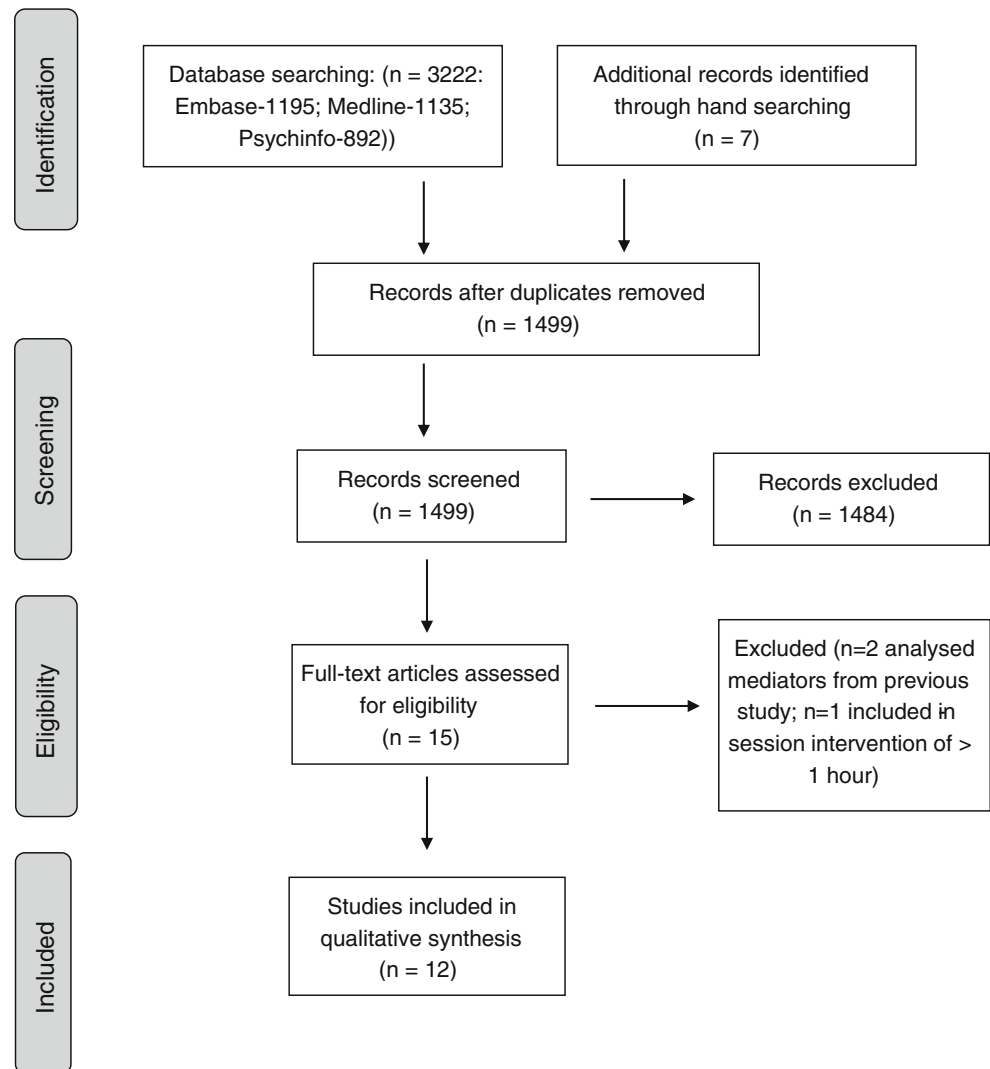 Identification
Database searching: (n = 3222:
Embase-1195; Medline-1135;
Psychinfo-892))
Additional records identified
through hand searching
(n = 7)
Records after duplicates removed
(n = 1499)
Screening
Records screened
(n = 1499)
Records excluded
(n = 1484)
Eligibility
Full-text articles assessed
for eligibility
(n = 15)
Excluded (n=2 analysed
mediators from previous
study; n=1 included in
session intervention of >
1 hour)
Included
Studies included in
qualitative synthesis
(n = 12)